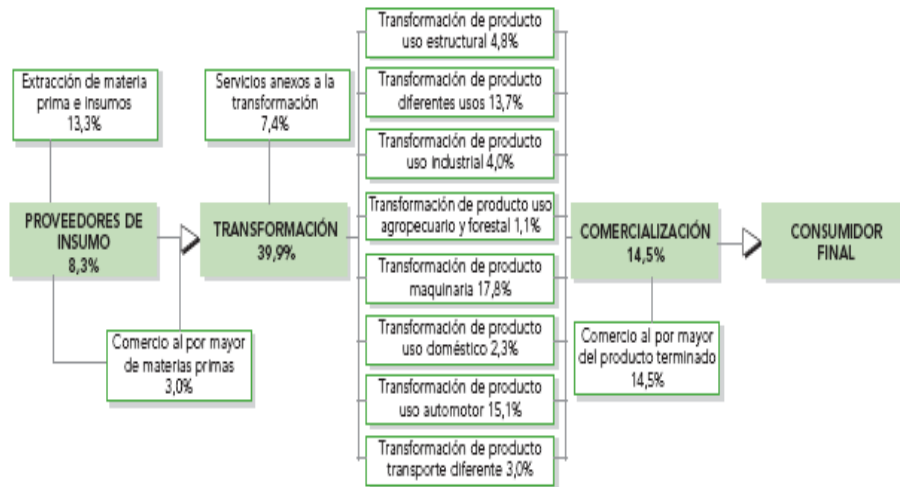 Extracción de materia
prima e insumos
13,3%
PROVEEDORES DE
INSUMO
8,3%
Comercio al por mayor
de materias primas
3,0%
Servicios anexos a la
transformación
7,4%
TRANSFORMACIÓN
39,9%
Transformación de producto
uso estructural 4,8%
Transformación de producto
diferentes usos 13,7%
Transformación de producto
uso industrial 4,0%
Transformación de producto uso
agropecuario y forestal 1,1%
Transformación de producto
maquinaria 17,8%
Transformación de producto
uso doméstico 2,3%
Transformación de producto
uso automotor 15,1%
Transformación de producto
transporte diferente 3,0%
COMERCIALIZACIÓN
14,5%
Comercio al por mayor
del producto terminado
14,5%
CONSUMIDOR
FINAL